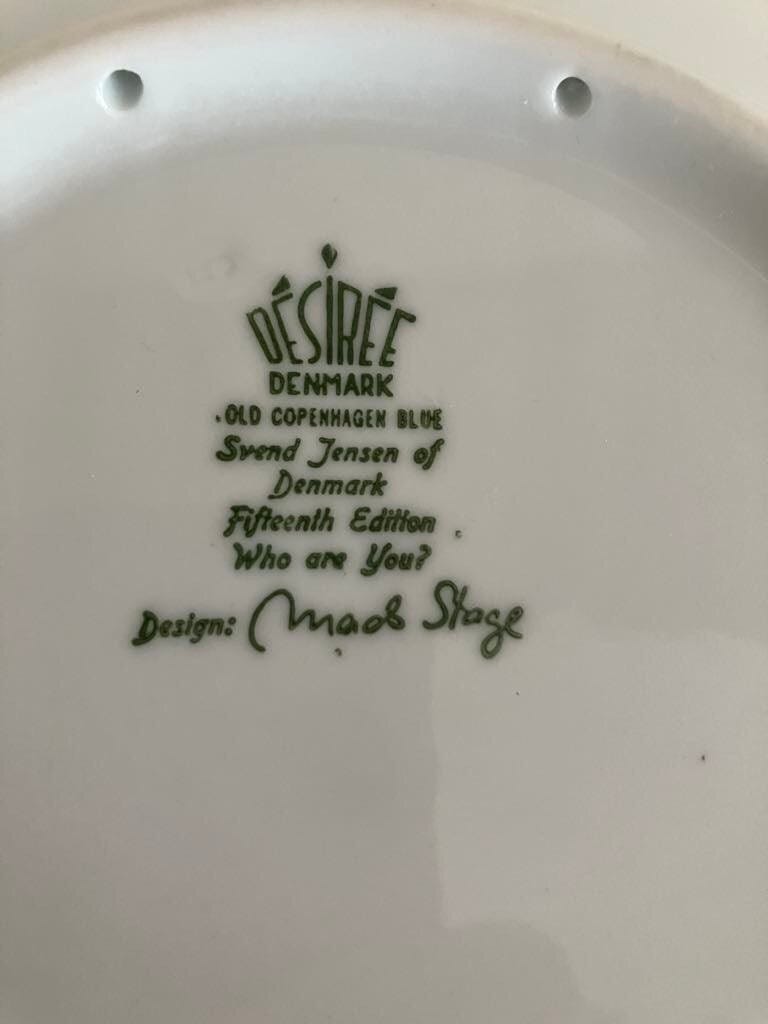 DÉSIRÉE
DENMARK
OLD COPENHAGEN BLUE
Svend Jensen of
Denmark
Fifteenth Edition
Who are You?
Design: Mads Stage